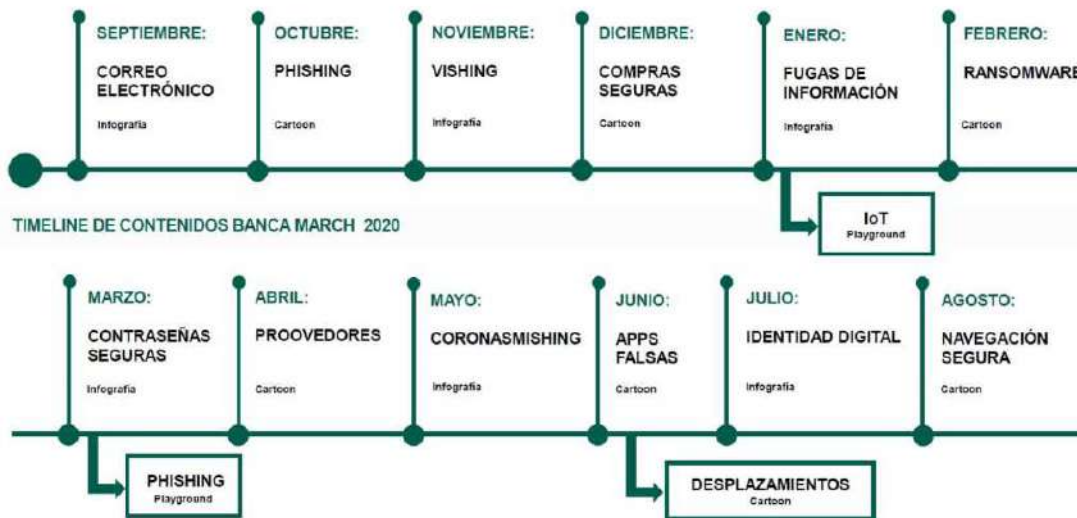 SEPTIEMBRE:
CORREO
ELECTRÓNICO
Infografía
OCTUBRE:
PHISHING
Cartoon
NOVIEMBRE:
VISHING
Infografía
DICIEMBRE:
COMPRAS
SEGURAS
Cartoon
ENERO:
FUGAS DE
INFORMACIÓN
Infografía
FEBRERO:
RANSOMWARE
Cartoon
IoT
Playground
TIMELINE DE CONTENIDOS BANCA MARCH 2020
MARZO:
CONTRASEÑAS
SEGURAS
Infografía
ABRIL:
PROOVEDORES
Cartoon
MAYO:
CORONASMISHING
Infografía
JUNIO:
APPS
FALSAS
Cartoon
JULIO:
IDENTIDAD DIGITAL
Infografía
AGOSTO:
NAVEGACIÓN
SEGURA
Cartoon
PHISHING
Playground
DESPLAZAMIENTOS
Cartoon